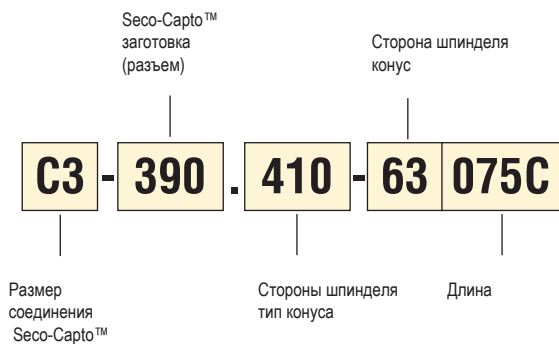 Seco-Capto™
заготовка
(разъем)
Сторона шпинделя
конус
C3 - 390 . 410 - 63 075C
Размер
соединения
Seco-Capto™
Стороны шпинделя
тип конуса
Длина